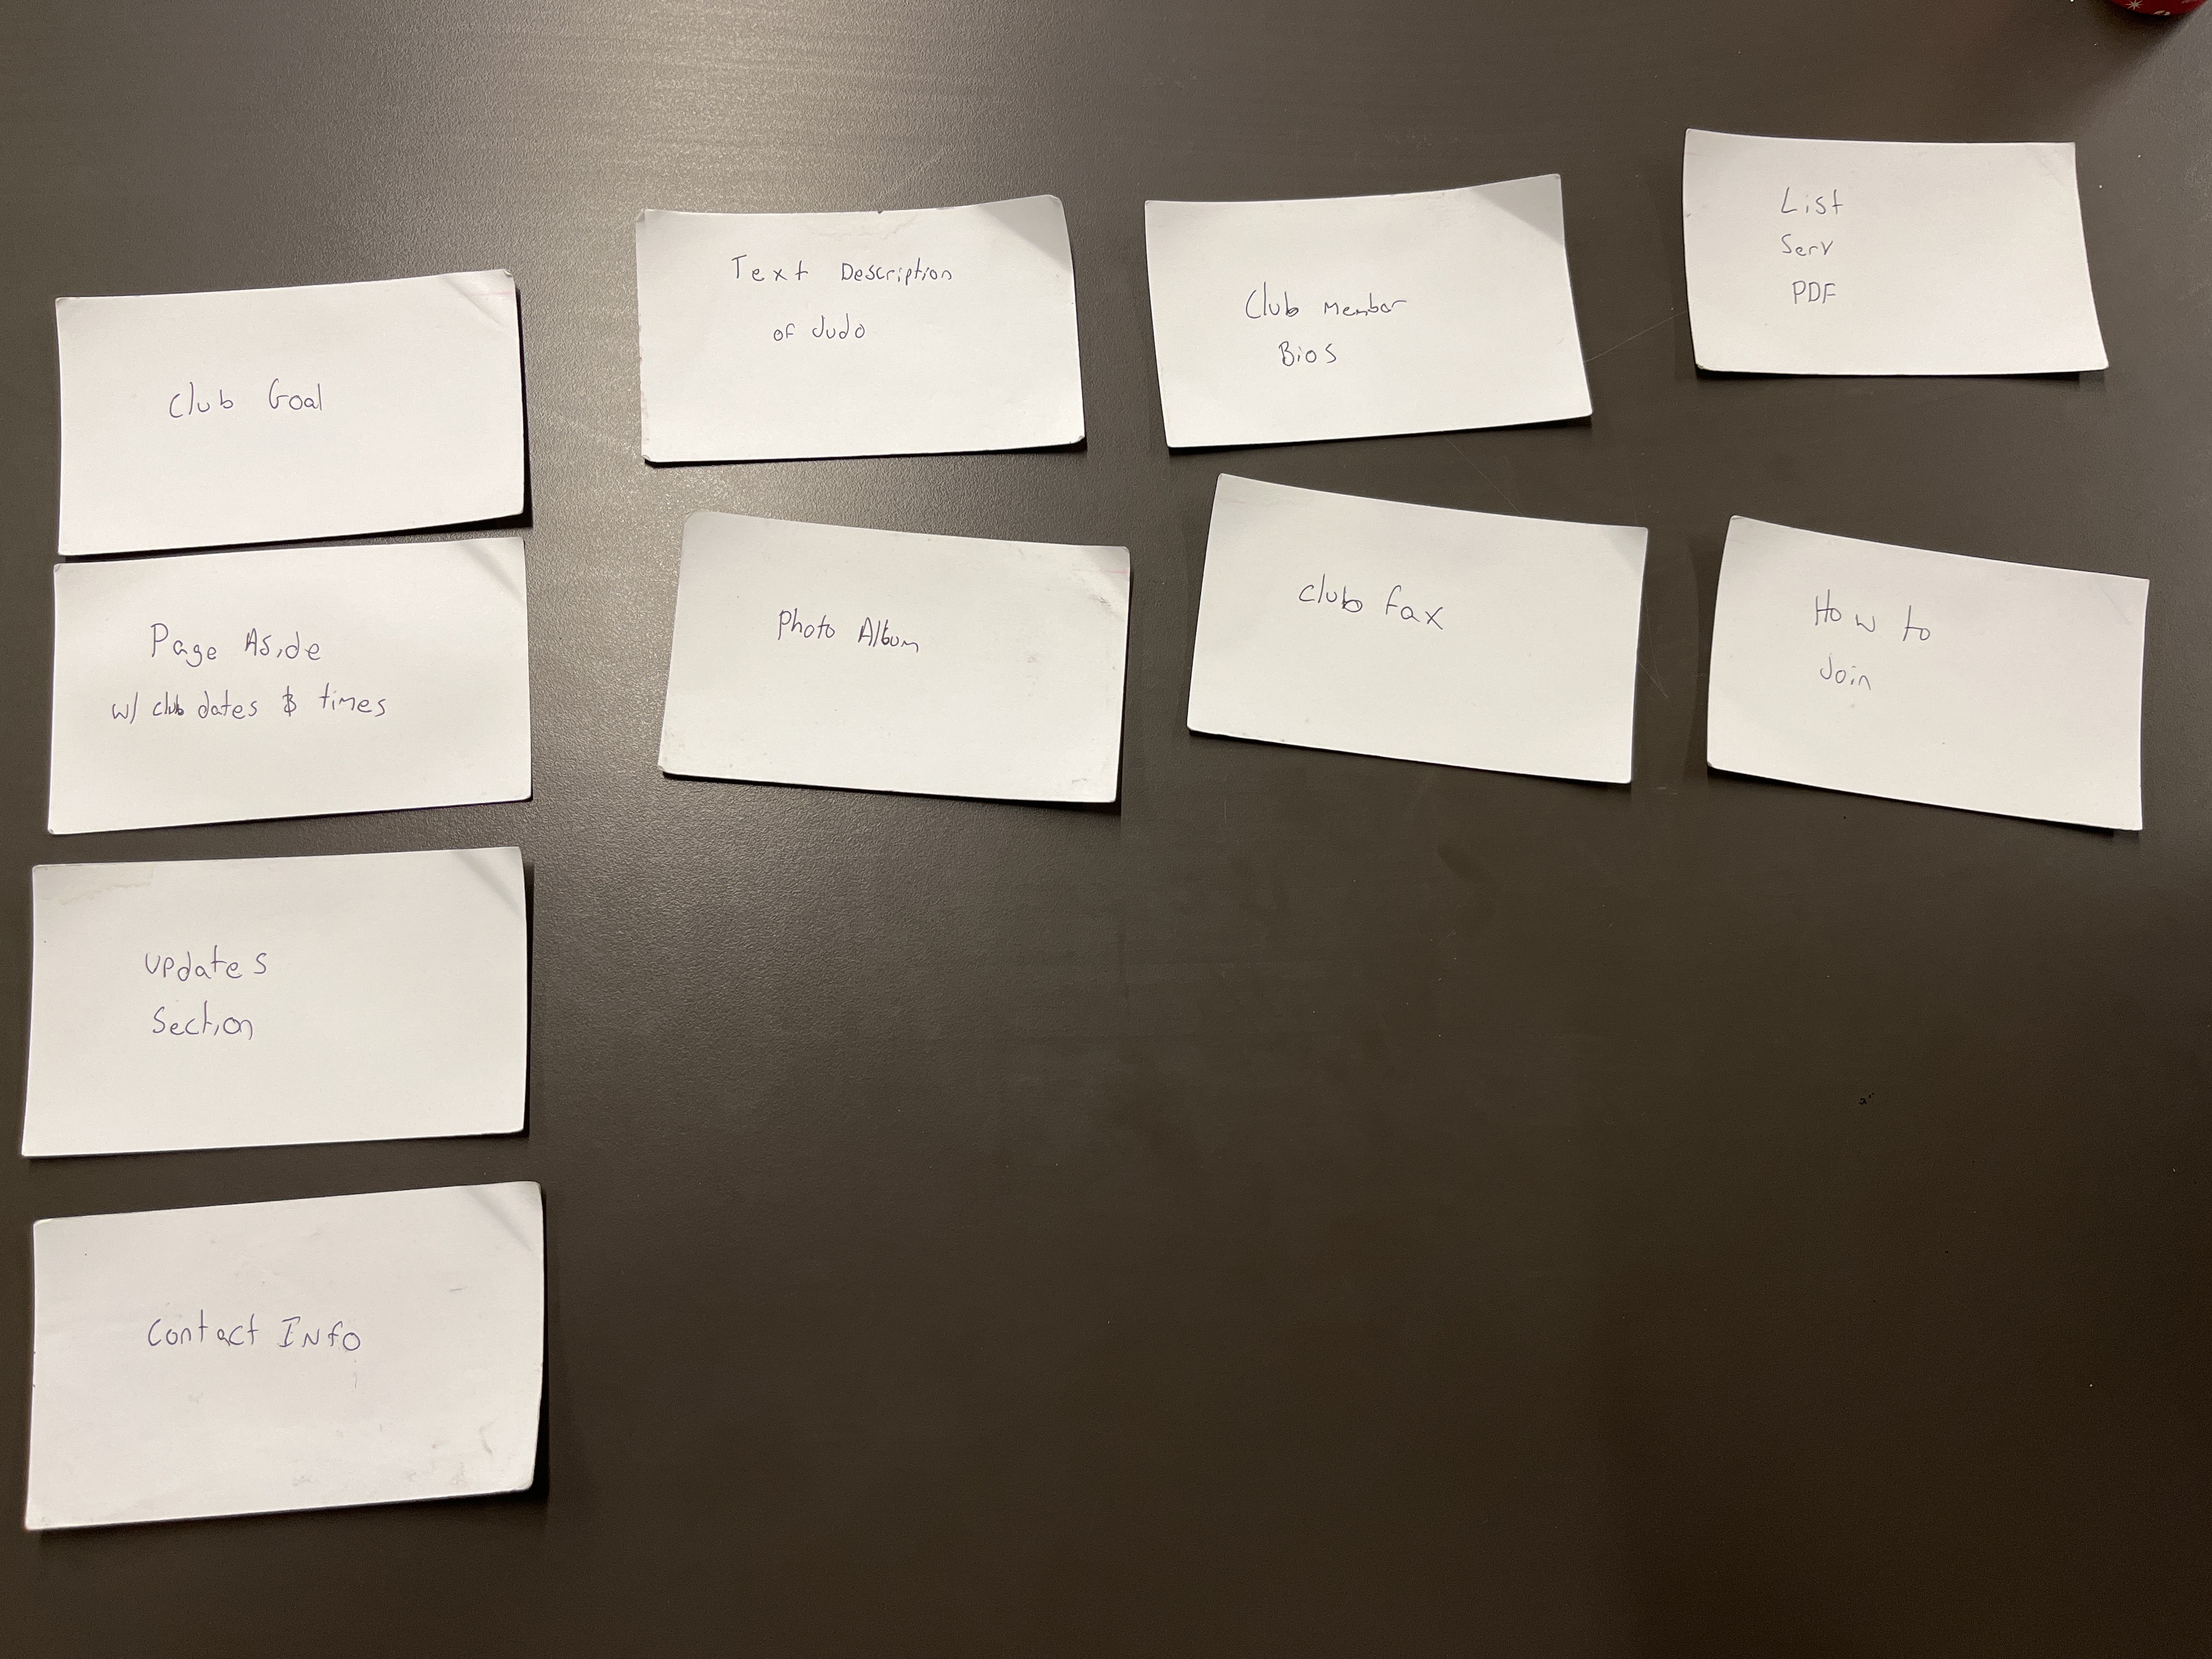 Club Goal
Page Aside
w/ club dates & times
Updates
Section
Contact Info
Text Description
of Judo
Photo Album
Club Member
Bios
Club fax
List
Serv
PDF
How to
Join